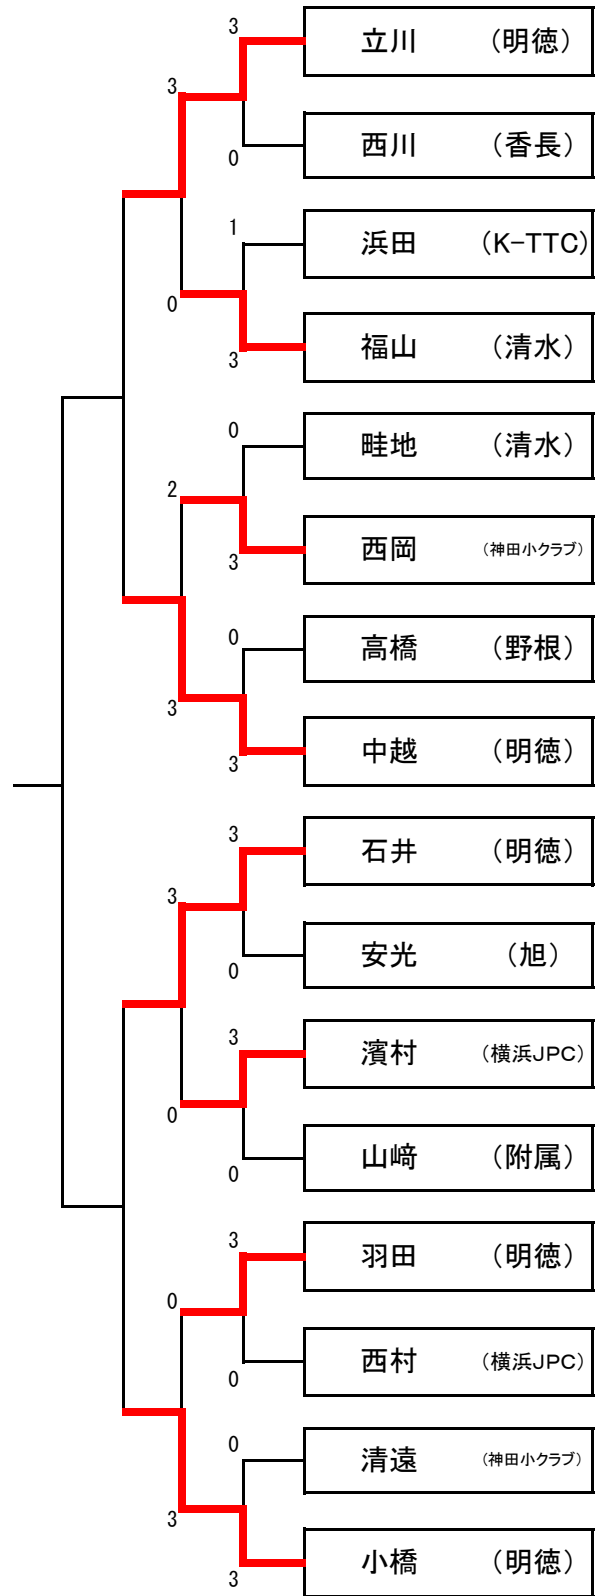 3
立川 （明徳）
3
西川 （香長）
0
1
浜田 （K-TTC）
0
福山 （清水）
3
0
畦地 （清水）
2
西岡 （神田小クラブ）
3
0
高橋 （野根）
3
中越 （明徳）
3
3
石井 （明徳）
3
安光 （旭）
0
3
濱村 （横浜JPC）
0
山﨑 （附属）
0
3
羽田 （明徳）
0
西村 （横浜JPC）
0
0
清遠 （神田小クラブ）
3
小橋 （明徳）
3